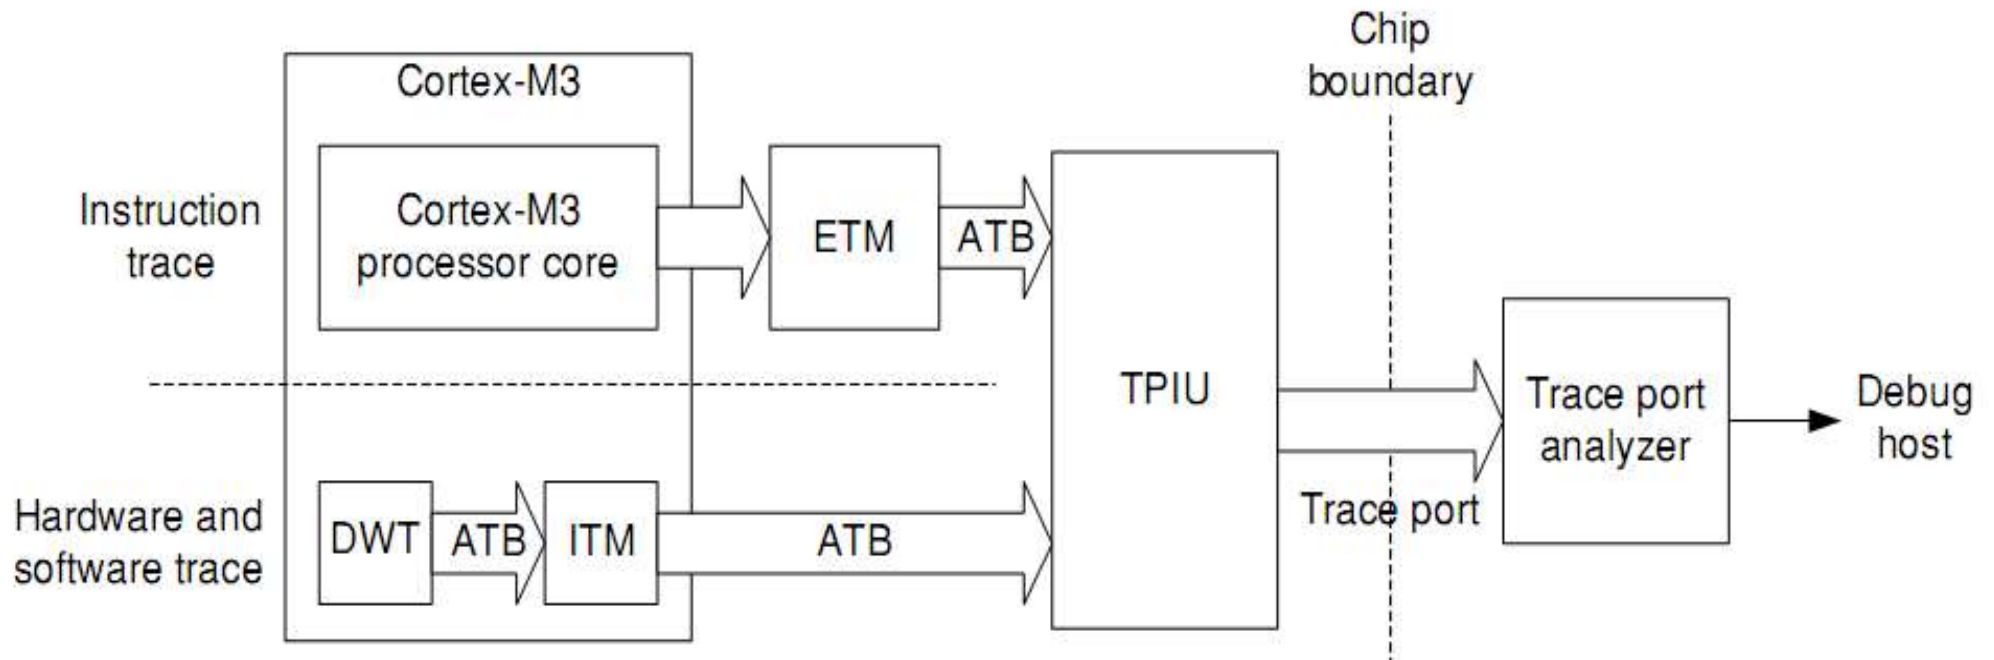 Chip
boundary
Cortex-M3
Instruction
trace
Cortex-M3
processor core
ETM
ATB
TPIU
Trace port
analyzer
Debug
host
Hardware and
software trace
DWT
ATB
ITM
ATB
Trace port